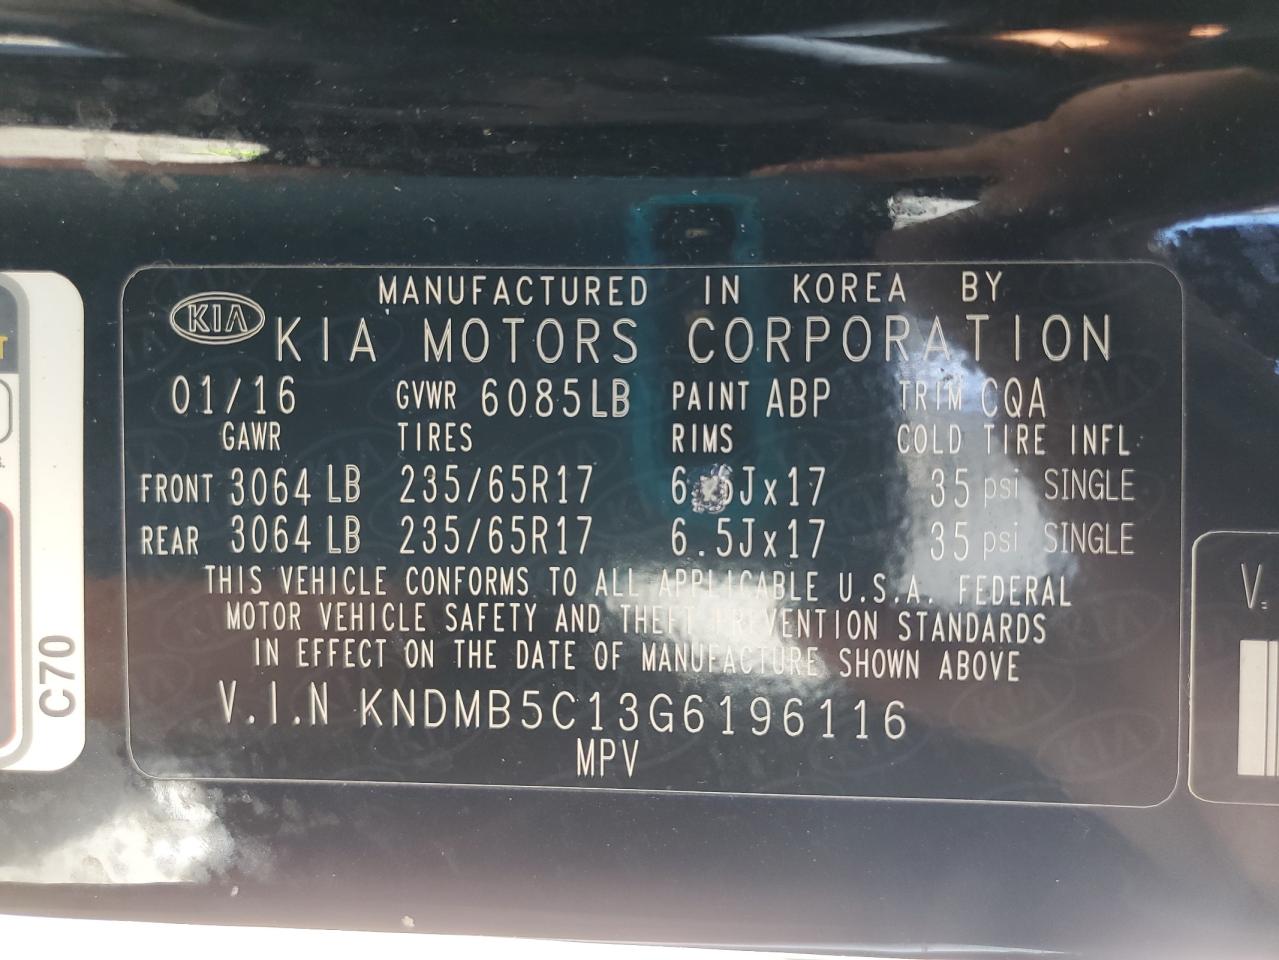 MANUFACTURED IN KOREA BY
KIA KIA MOTORS CORPORATION
01/16 GVWR 6085LB PAINT ABP TRIM CQA
GAWR TIRES RIMS COLD TIRE INFL
FRONT 3064 LB 235/65R17 Jx17 35 psi SINGLE
REAR 3064 LB 235/65R17 6.5Jx17 35 psi SINGLE
THIS VEHICLE CONFORMS TO ALL APPLICABLE U.S.A. FEDERAL
MOTOR VEHICLE SAFETY AND THEFT PREVENTION STANDARDS
IN EFFECT ON THE DATE OF MANUFACTURE SHOWN ABOVE
V.I.N KNDMB5C13G6196116
MPV
C70
V.